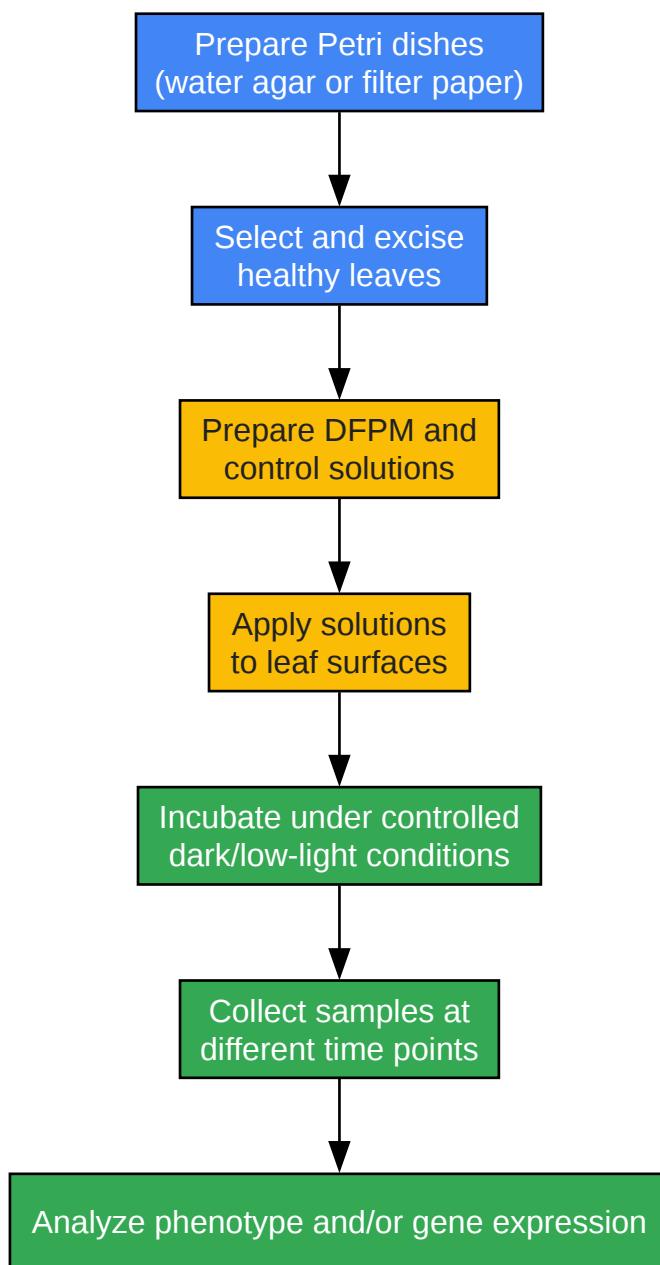 Prepare Petri dishes
(water agar or filter paper)
Select and excise
healthy leaves
Prepare DFPM and
control solutions
Apply solutions
to leaf surfaces
Incubate under controlled
dark/low-light conditions
Collect samples at
different time points
Analyze phenotype and/or gene expression